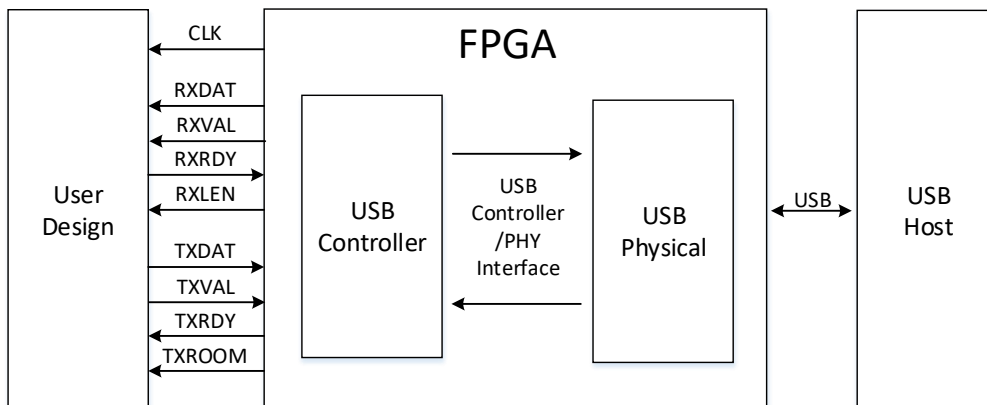 CLK
FPGA
RXDAT
RXVAL
RXRDY
RXLEN
TXDAT
TXVAL
TXRDY
TXROOM
User
Design
USB
Controller
USB
Controller
/PHY
Interface
USB
Physical
USB
USB
Host